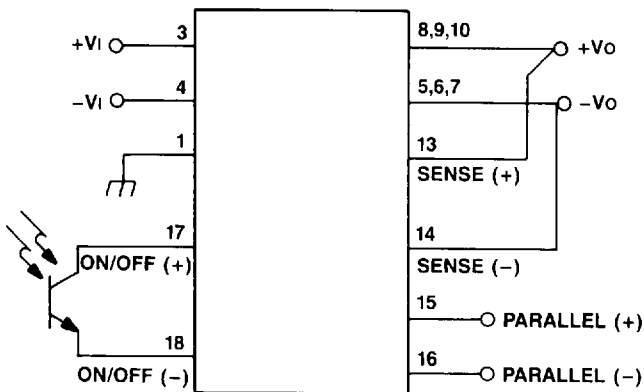 3
+VI
4
−VI
1
17
ON/OFF (+)
18
ON/OFF (−)
8,9,10
+VO
5,6,7
−VO
13
SENSE (+)
14
SENSE (−)
15
PARALLEL (+)
16
PARALLEL (−)